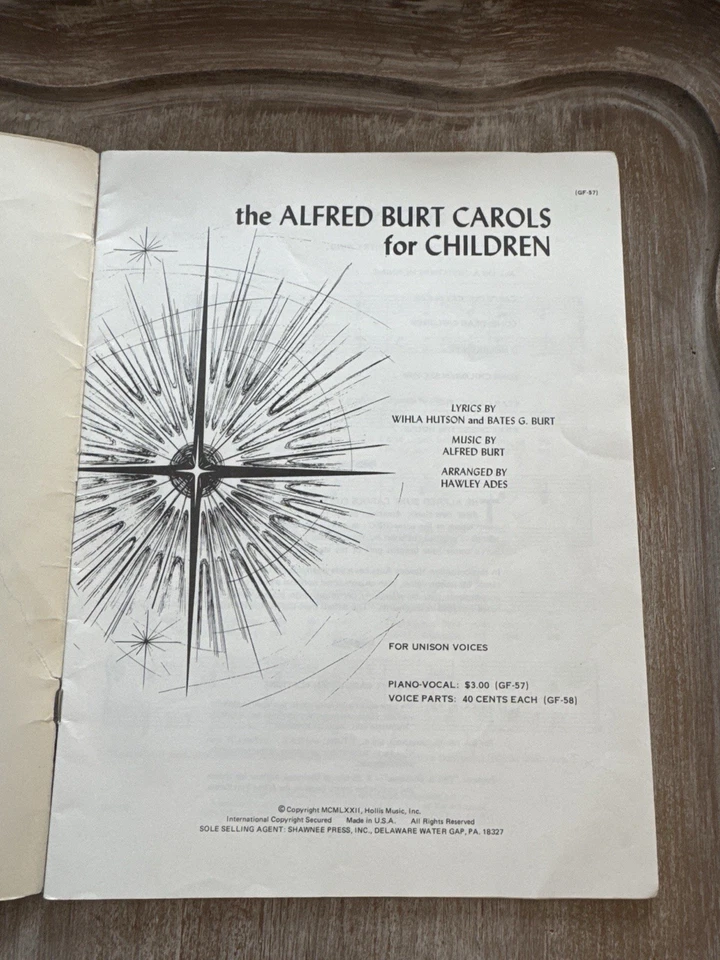 (GF-57)
the ALFRED BURT CAROLS
for CHILDREN
LYRICS BY
WIHLA HUTSON and BATES G. BURT
MUSIC BY
ALFRED BURT
ARRANGED BY
HAWLEY ADES
FOR UNISON VOICES
PIANO-VOCAL: $3.00 (GF-57)
VOICE PARTS: 40 CENTS EACH (GF-58)
© Copyright MCMLXXII, Hollis Music, Inc.
International Copyright Secured Made in U.S.A. All Rights Reserved
SOLE SELLING AGENT: SHAWNEE PRESS, INC., DELAWARE WATER GAP, PA. 18327